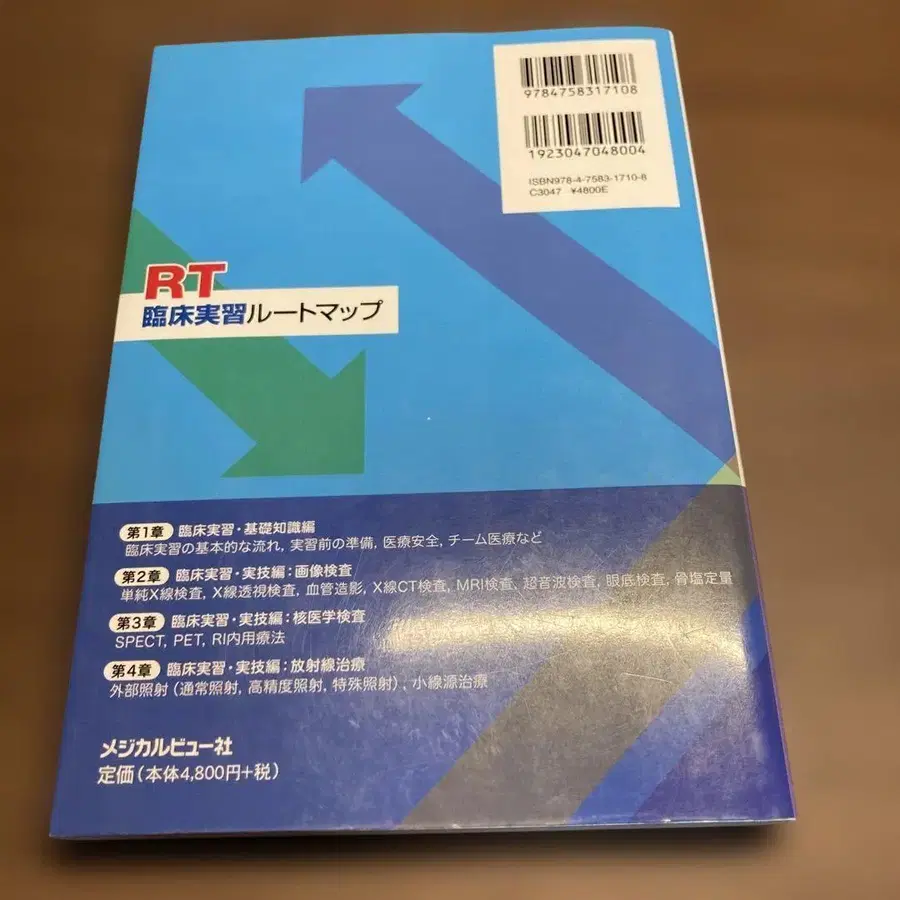 9784758317108
1923047048004
ISBN978-4-7583-1710-8
C3047 ¥4800E
RT
臨床実習ルートマップ
第1章 臨床実習・基礎知識編
臨床実習の基本的な流れ, 実習前の準備, 医療安全, チーム医療など
第2章 臨床実習・実技編：画像検査
単純X線検査, X線透視検査, 血管造影, X線CT検査, MRI検査, 超音波検査, 眼底検査, 骨塩定量
第3章 臨床実習・実技編：核医学検査
SPECT, PET, RI内用療法
第4章 臨床実習・実技編：放射線治療
外部照射（通常照射, 高精度照射, 特殊照射）, 小線源治療
メジカルビュー社
定価（本体4,800円+税）